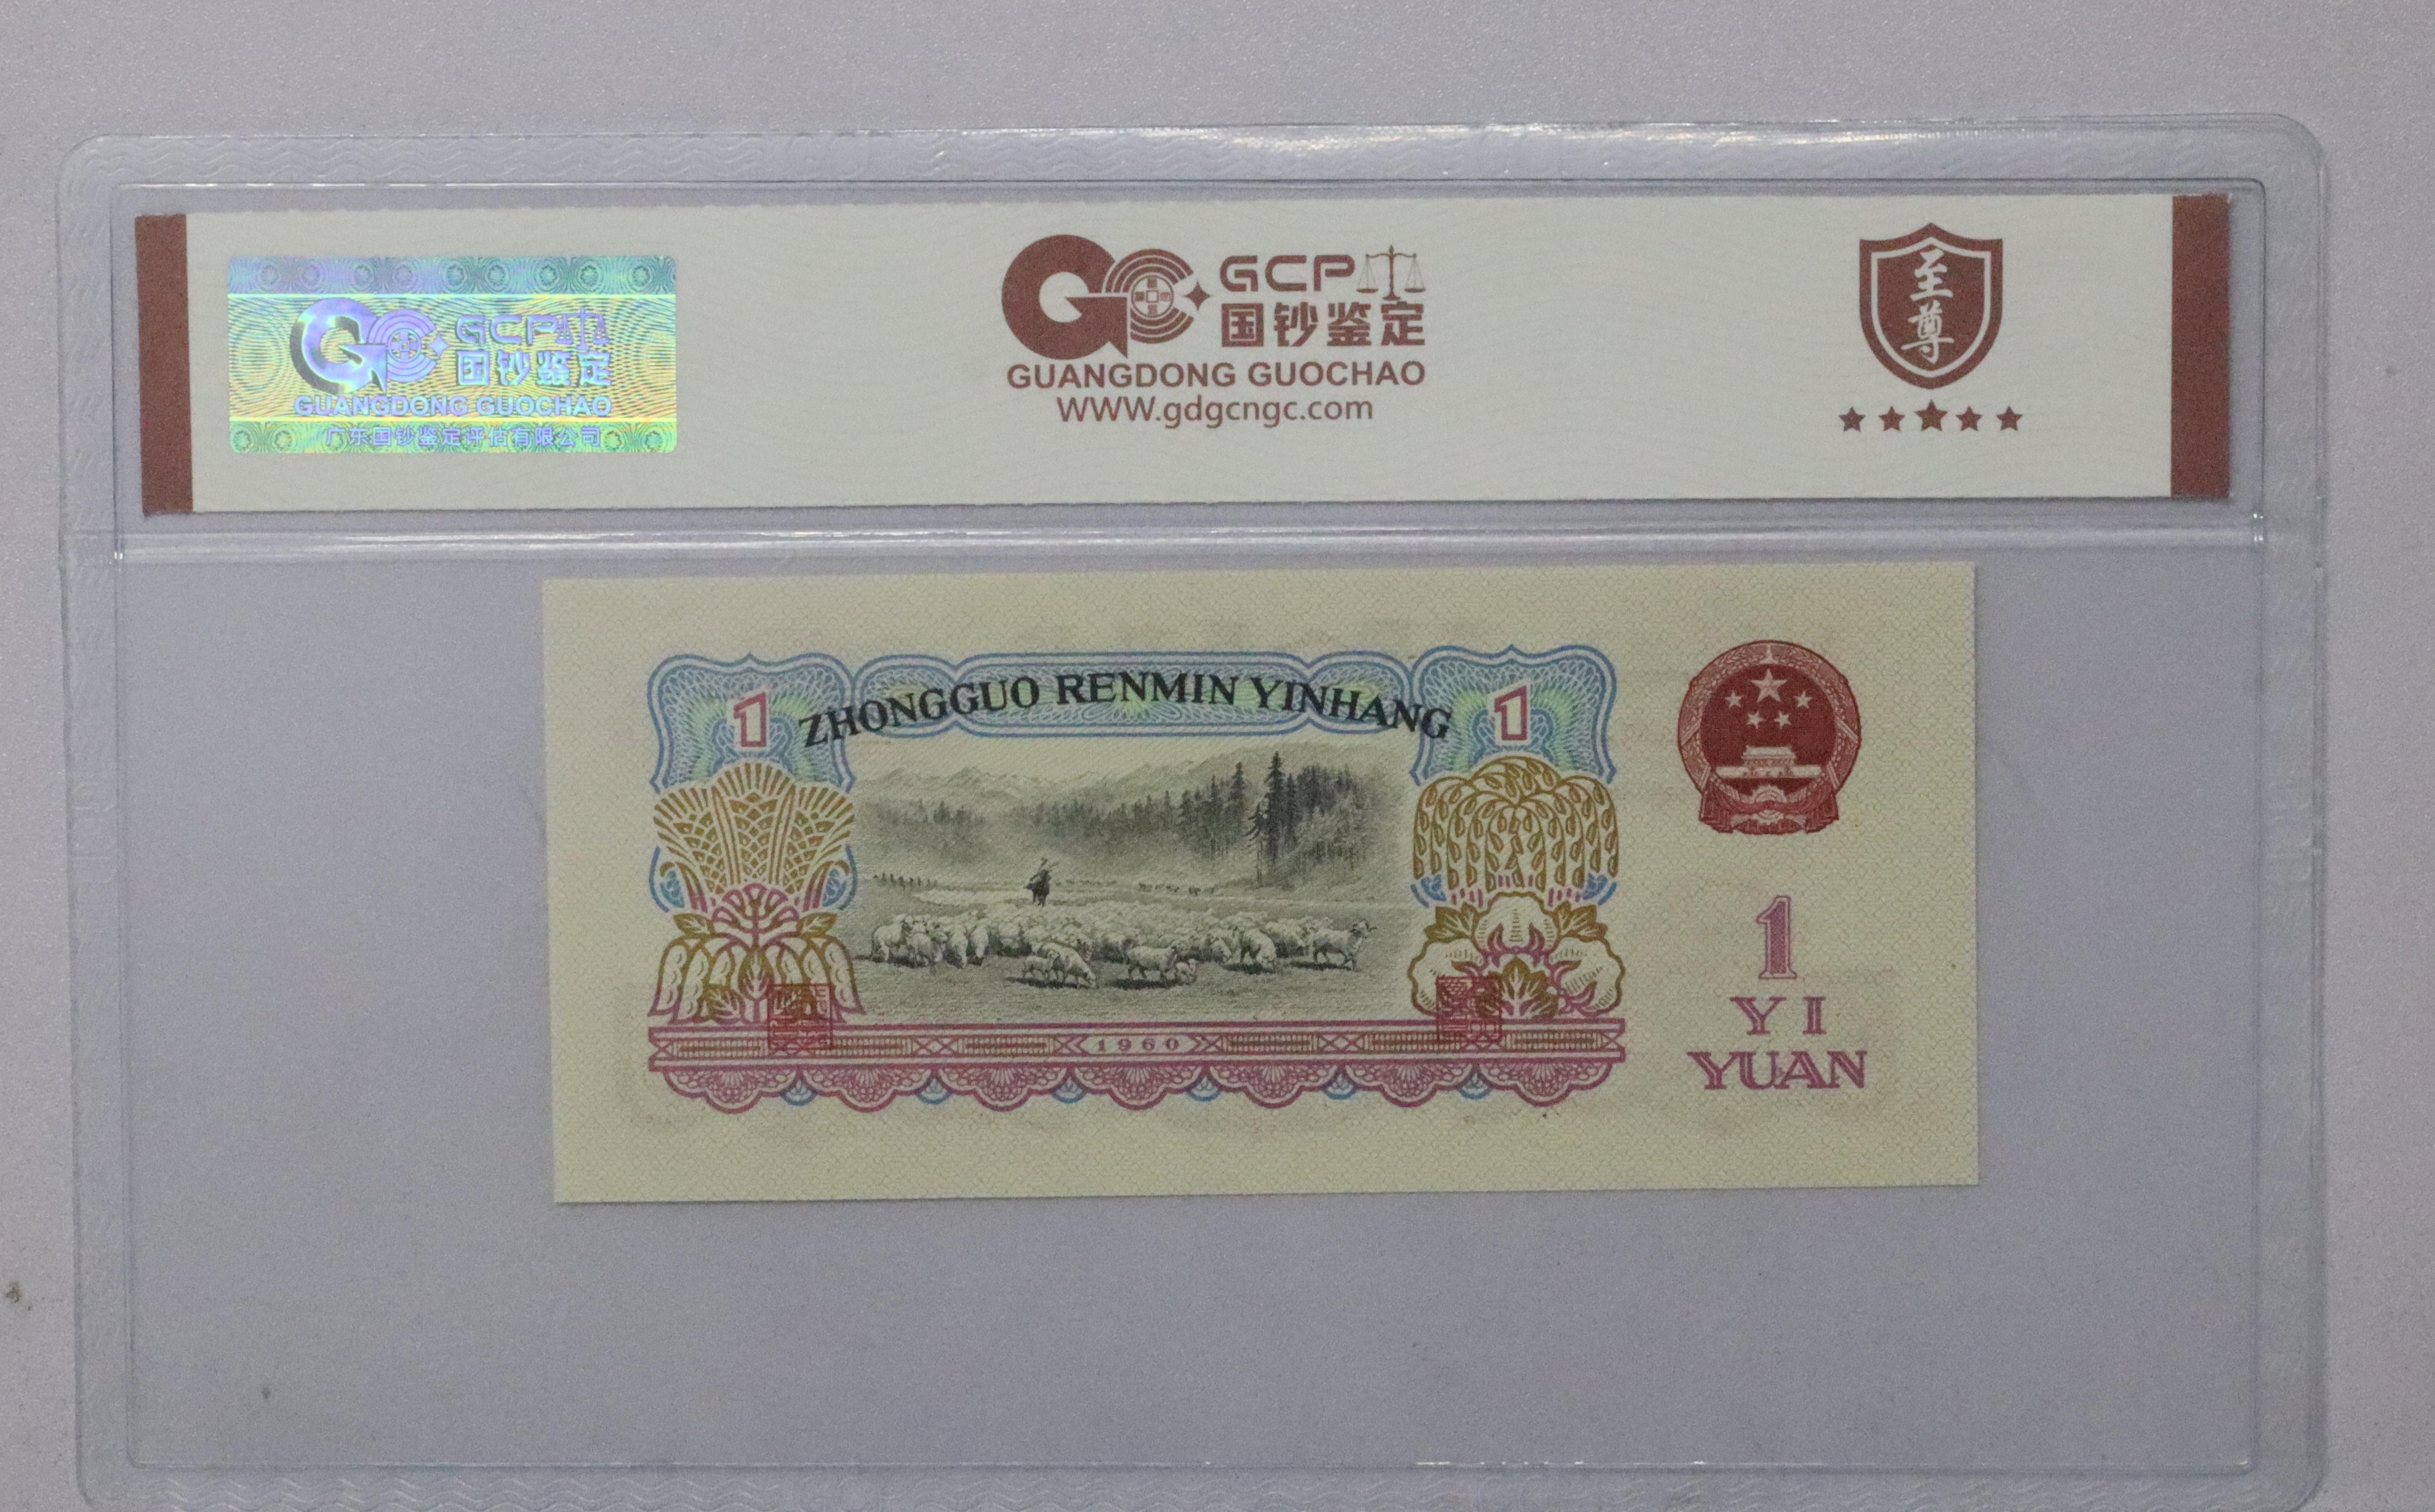 GCP
国钞鉴定
GUANGDONG GUOCHAO
广东国钞鉴定评估有限公司
GCP
国钞鉴定
GUANGDONG GUOCHAO
WWW.gdgcngc.com
至尊
1
ZHONGGUO RENMIN YINHANG
1
1960
1
YI
YUAN